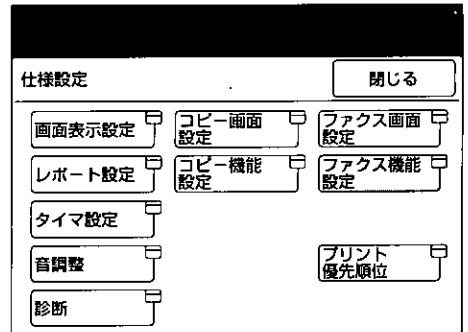 仕様設定
閉じる
画面表示設定
コピー画面
設定
ファクス画面
設定
レポート設定
コピー機能
設定
ファクス機能
設定
タイマ設定
音調整
プリント
優先順位
診断